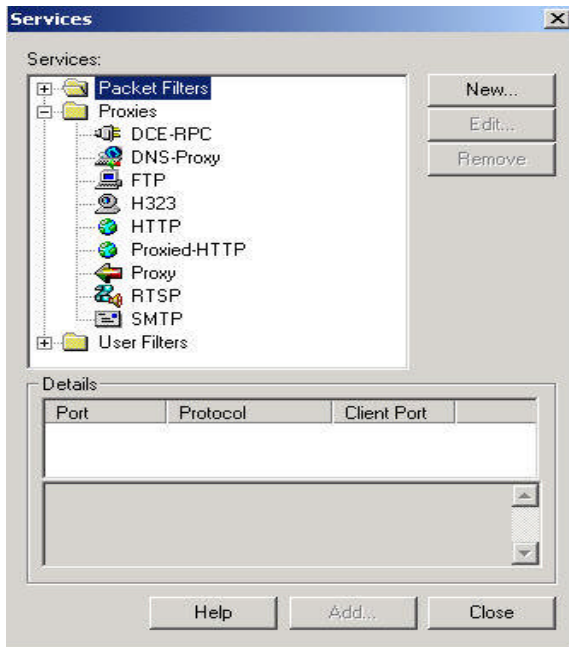 Services
Services:
Packet Filters
Proxies
DCE-RPC
DNS-Proxy
FTP
H323
HTTP
Proxied-HTTP
Proxy
RTSP
SMTP
User Filters
New...
Edit...
Remove
Details
Port Protocol Client Port
Help Add... Close